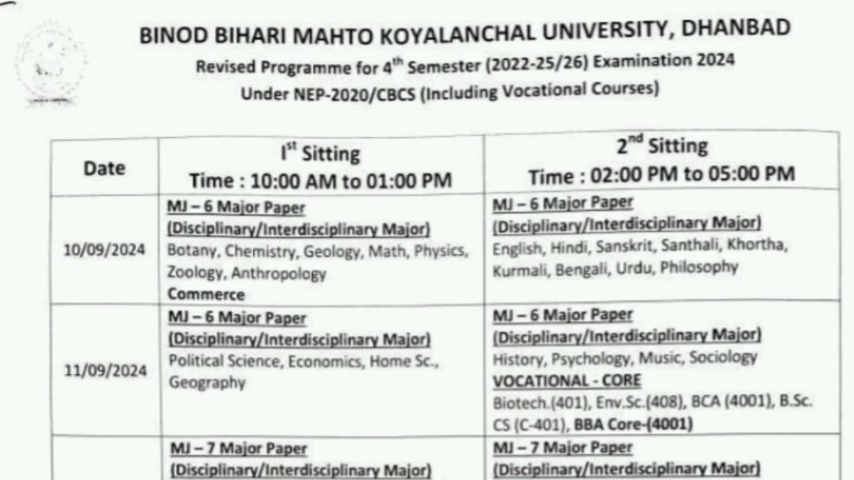 BINOD BIHARI MAHTO KOYALANCHAL UNIVERSITY, DHANBAD
Revised Programme for 4th Semester (2022-25/26) Examination 2024
Under NEP-2020/CBCS (Including Vocational Courses)
Date
1st Sitting
Time : 10:00 AM to 01:00 PM
2nd Sitting
Time : 02:00 PM to 05:00 PM
10/09/2024
MJ – 6 Major Paper
(Disciplinary/Interdisciplinary Major)
Botany, Chemistry, Geology, Math, Physics,
Zoology, Anthropology
Commerce
MJ – 6 Major Paper
(Disciplinary/Interdisciplinary Major)
English, Hindi, Sanskrit, Santhali, Khortha,
Kurmali, Bengali, Urdu, Philosophy
11/09/2024
MJ – 6 Major Paper
(Disciplinary/Interdisciplinary Major)
Political Science, Economics, Home Sc.,
Geography
MJ – 6 Major Paper
(Disciplinary/Interdisciplinary Major)
History, Psychology, Music, Sociology
VOCATIONAL - CORE
Biotech.(401), Env.Sc.(408), BCA (4001), B.Sc.
CS (C-401), BBA Core-(4001)
MJ – 7 Major Paper
(Disciplinary/Interdisciplinary Major)
MJ – 7 Major Paper
(Disciplinary/Interdisciplinary Major)